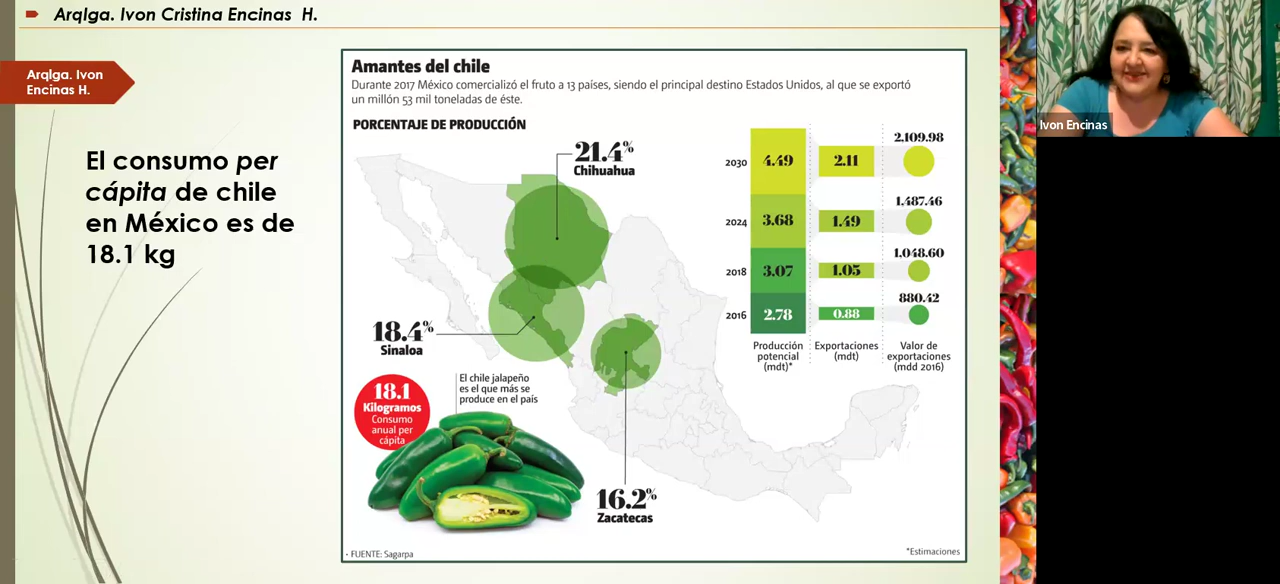 Arqlga. Ivon Cristina Encinas H.
Arqlga. Ivon
Encinas H.
El consumo per
cápita de chile
en México es de
18.1 kg
Amantes del chile
Durante 2017 México comercializó el fruto a 13 países, siendo el principal destino Estados Unidos, al que se exportó
un millón 53 mil toneladas de éste.
PORCENTAJE DE PRODUCCIÓN
21.4%
Chihuahua
18.4%
Sinaloa
16.2%
Zacatecas
18.1
Kilogramos
Consumo
anual per
cápita
El chile jalapeño
es el que más se
produce en el país
2030 4.49 2.11 2,109.98
2024 3.68 1.49 1,487.46
2018 3.07 1.05 1,048.60
2016 2.78 0.88 880.42
Producción
potencial
(mdt)*
Exportaciones
(mdt)
Valor de
exportaciones
(mdd 2016)
• FUENTE: Sagarpa
*Estimaciones
Ivon Encinas